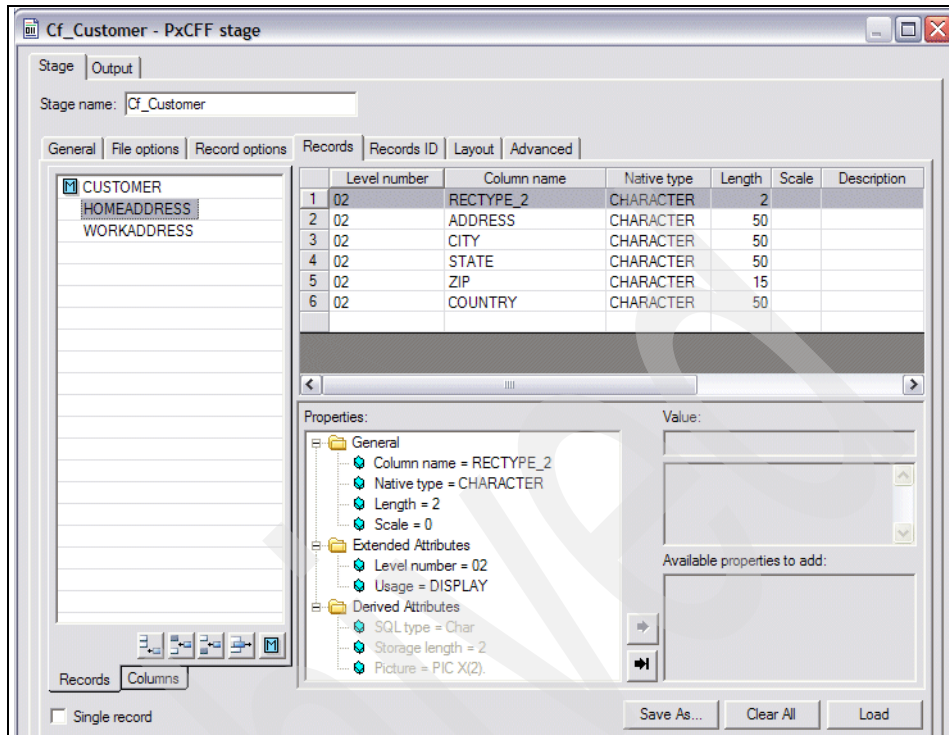 Cf_Customer - PxCFF stage
Stage Output
Stage name: Cf_Customer
General File options Record options Records Records ID Layout Advanced
M CUSTOMER
HOMEADDRESS
WORKADDRESS
Level number Column name Native type Length Scale Description
1 02 RECTYPE_2 CHARACTER 2
2 02 ADDRESS CHARACTER 50
3 02 CITY CHARACTER 50
4 02 STATE CHARACTER 50
5 02 ZIP CHARACTER 15
6 02 COUNTRY CHARACTER 50
Properties:
General
Column name = RECTYPE_2
Native type = CHARACTER
Length = 2
Scale = 0
Extended Attributes
Level number = 02
Usage = DISPLAY
Derived Attributes
SQL type = Char
Storage length = 2
Picture = PIC X(2).
Value:
Available properties to add:
M
Records Columns
Single record
Save As... Clear All Load